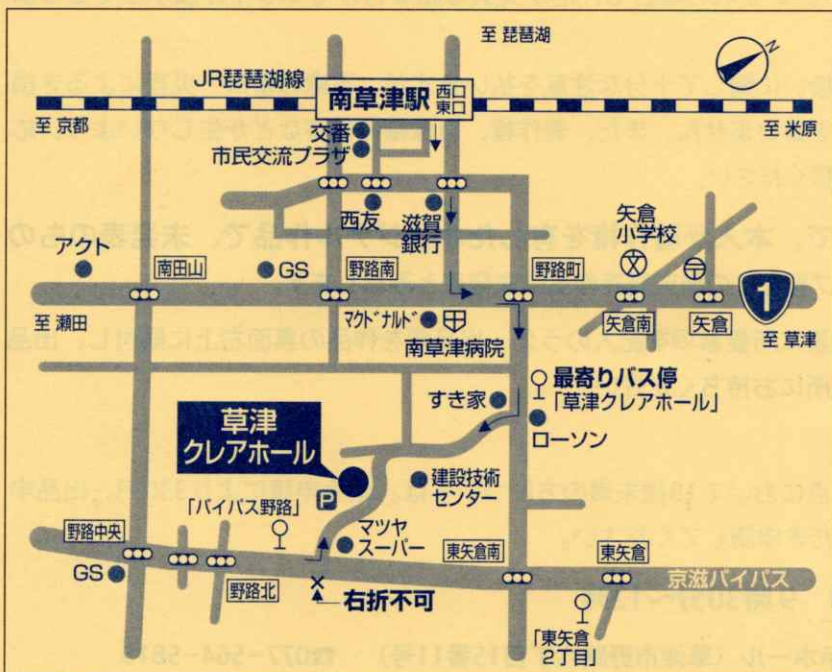 至 琵琶湖
N
JR琵琶湖線
南草津駅
西口
東口
至 京都
至 米原
交番
市民交流プラザ
西友
滋賀
銀行
矢倉
小学校
文
〒
アクト
南田山
GS
野路南
野路町
矢倉南
矢倉
1
至 瀬田
マクドナルド
南草津病院
至 草津
すき家
最寄りバス停
「草津クレアホール」
ローソン
草津
クレアホール
P
建設技術
センター
「バイパス野路」
マツヤ
スーパー
野路中央
GS
野路北
東矢倉南
東矢倉
京滋バイパス
右折不可
「東矢倉
2丁目」